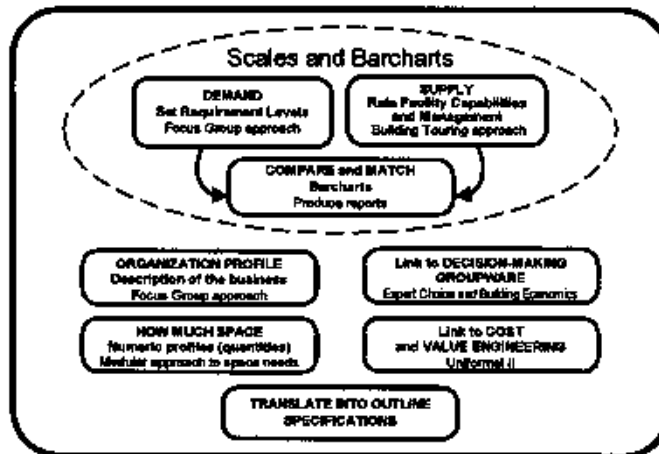 Scales and Barcharts
DEMAND
Set Requirement Levels
Focus Group approach
SUPPLY
Rate Facility Capabilities
and Management
Building Touring approach
COMPARE and MATCH
Barcharts
Produce reports
ORGANIZATION PROFILE
Description of the business
Focus Group approach
Link to DECISION-MAKING
GROUPWARE
Expert Choice and Building Economics
HOW MUCH SPACE
Numeric profiles (quantities)
Modular approach to space needs
Link to COST
and VALUE ENGINEERING
Uniformat II
TRANSLATE INTO OUTLINE
SPECIFICATIONS